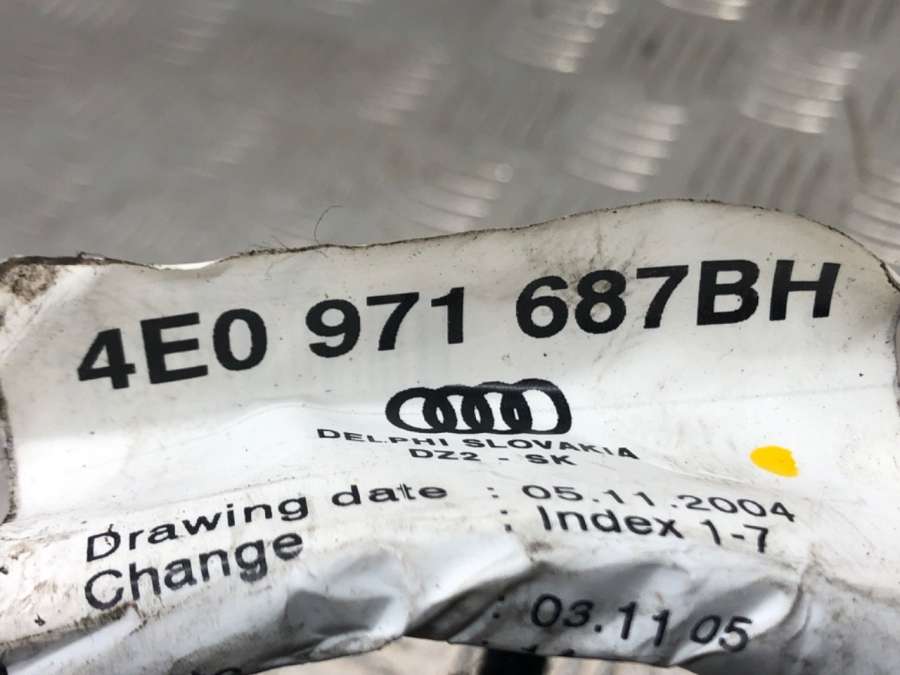 4E0 971 687BH
DELPHI SLOVAKIA
DZ2 - SK
Drawing date : 05.11.2004
Change : Index 1-7
: 03.11 05